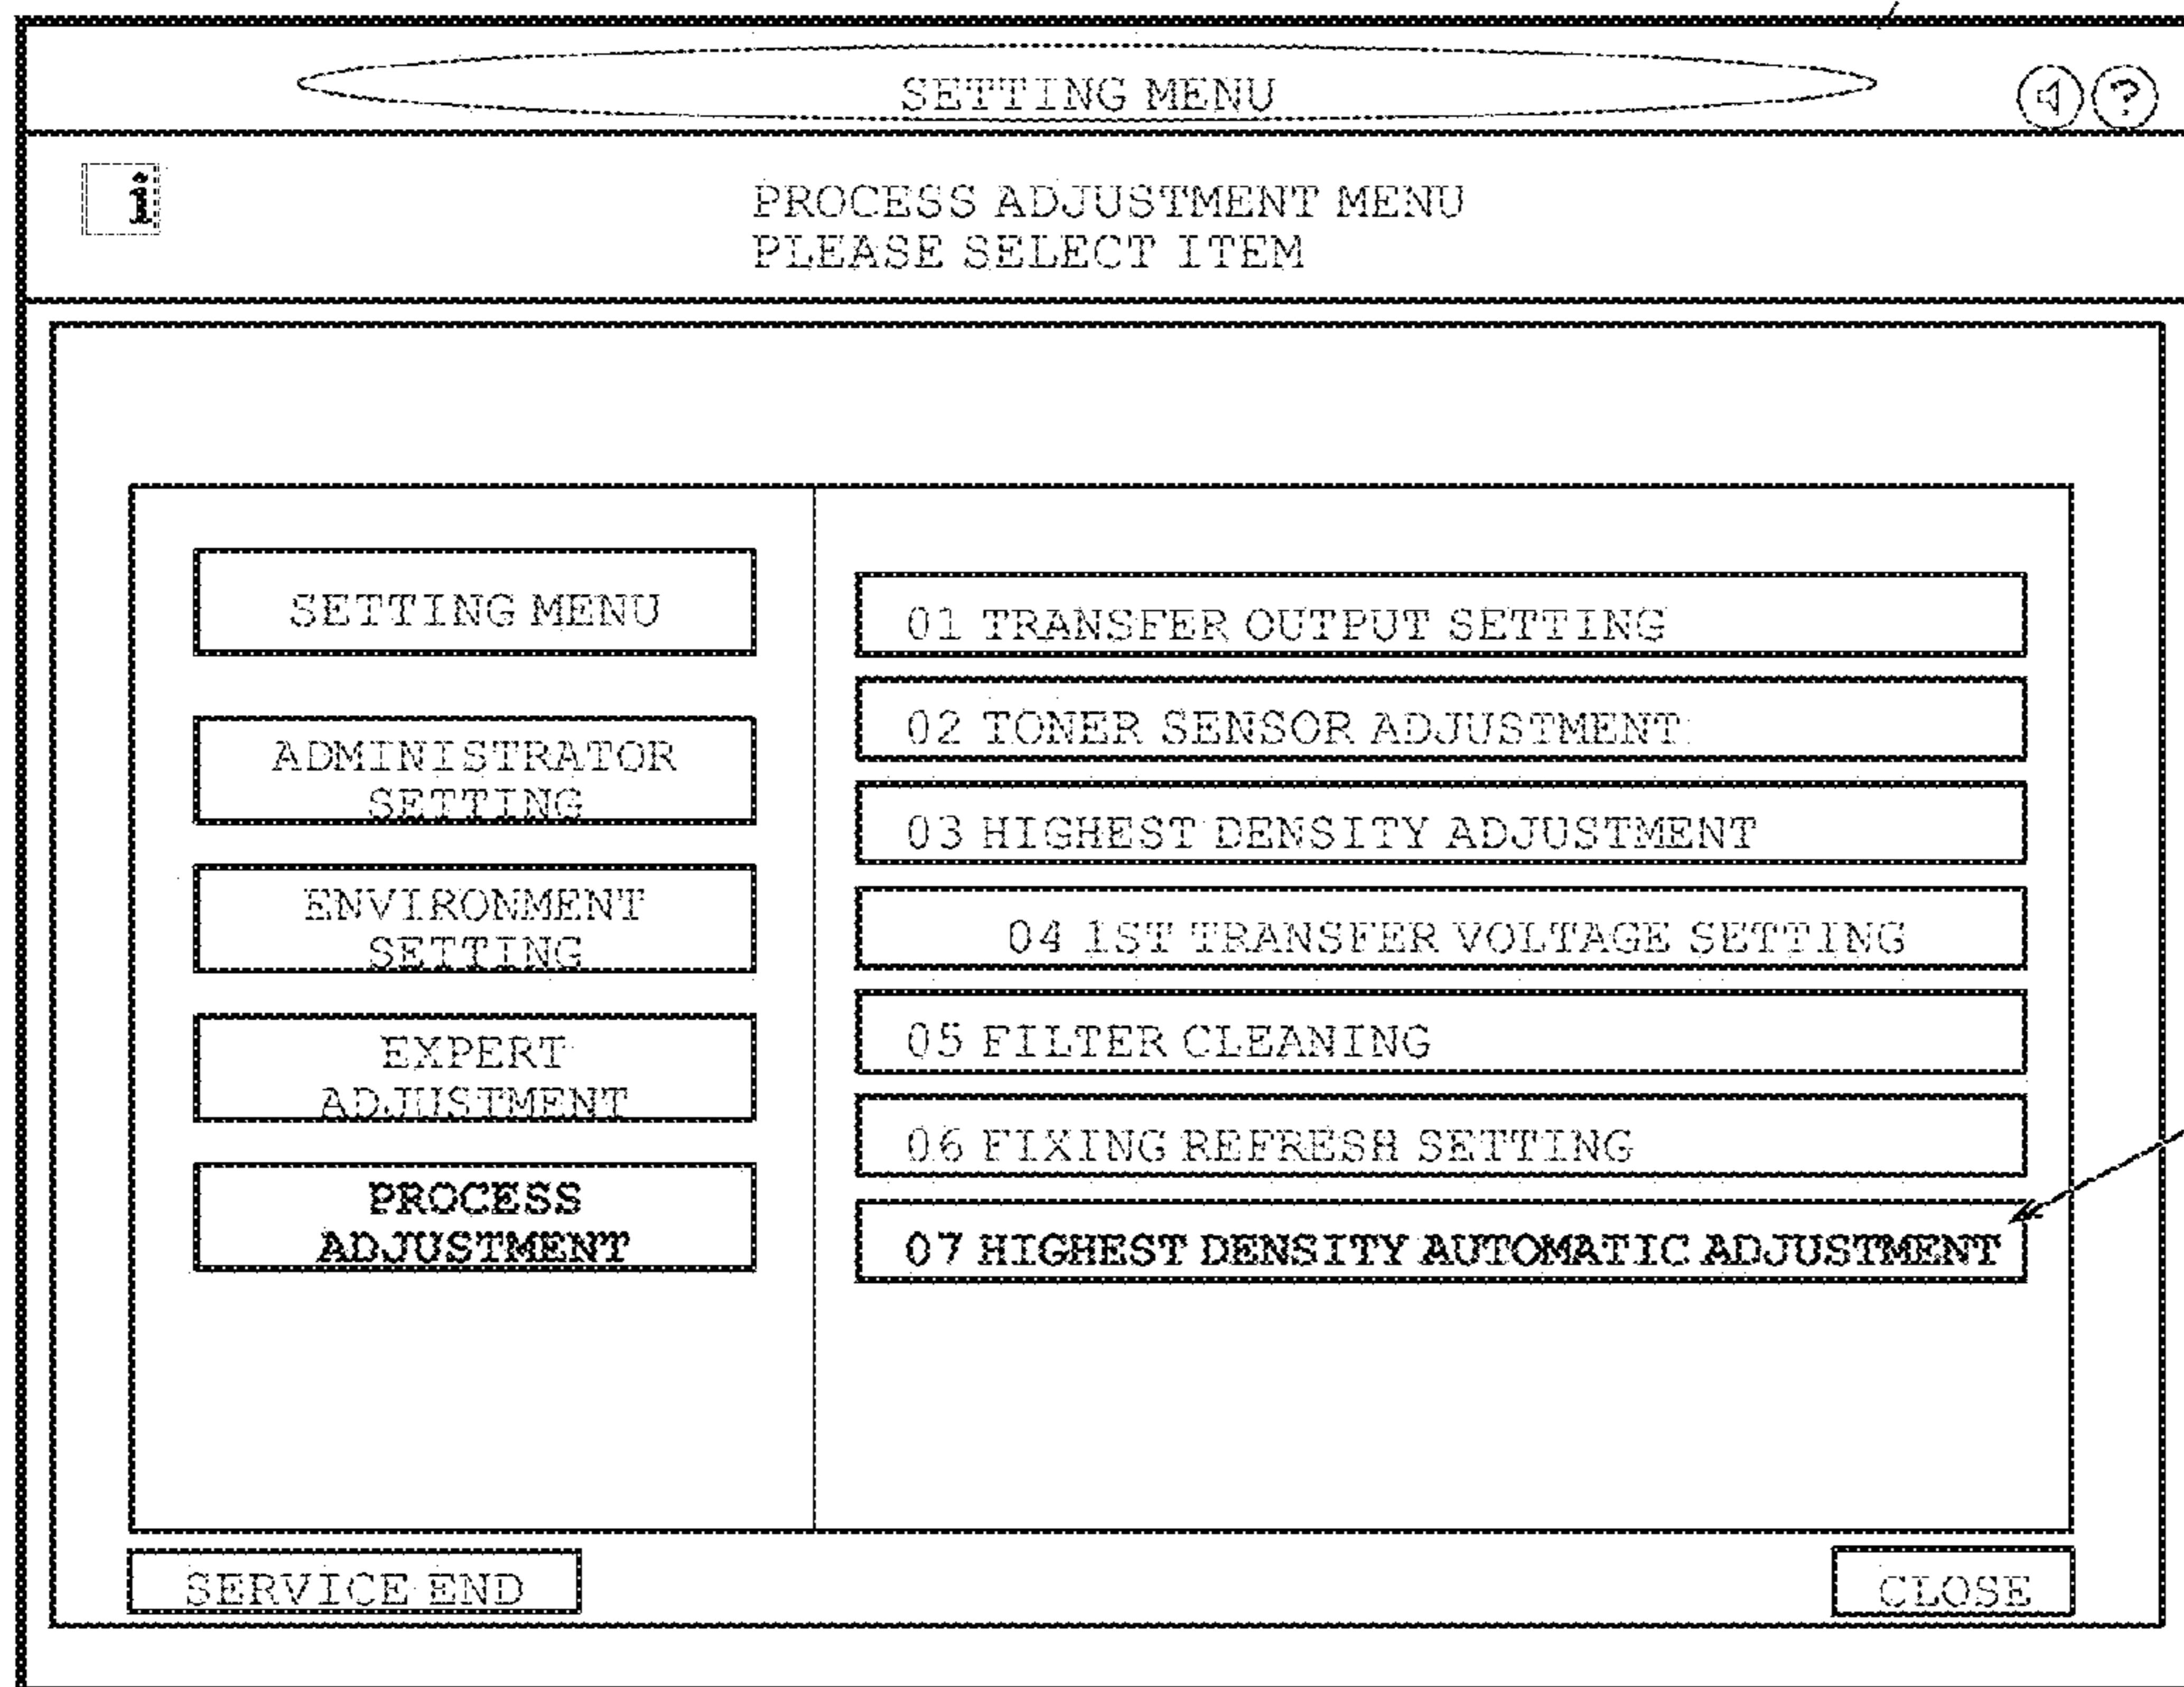 SETTING MENU
?
i
PROCESS ADJUSTMENT MENU
PLEASE SELECT ITEM
SETTING MENU
ADMINISTRATOR
SETTING
ENVIRONMENT
SETTING
EXPERT
ADJUSTMENT
PROCESS
ADJUSTMENT
01 TRANSFER OUTPUT SETTING
02 TONER SENSOR ADJUSTMENT
03 HIGHEST DENSITY ADJUSTMENT
04 1ST TRANSFER VOLTAGE SETTING
05 FILTER CLEANING
06 FIXING REFRESH SETTING
07 HIGHEST DENSITY AUTOMATIC ADJUSTMENT
SERVICE END
CLOSE